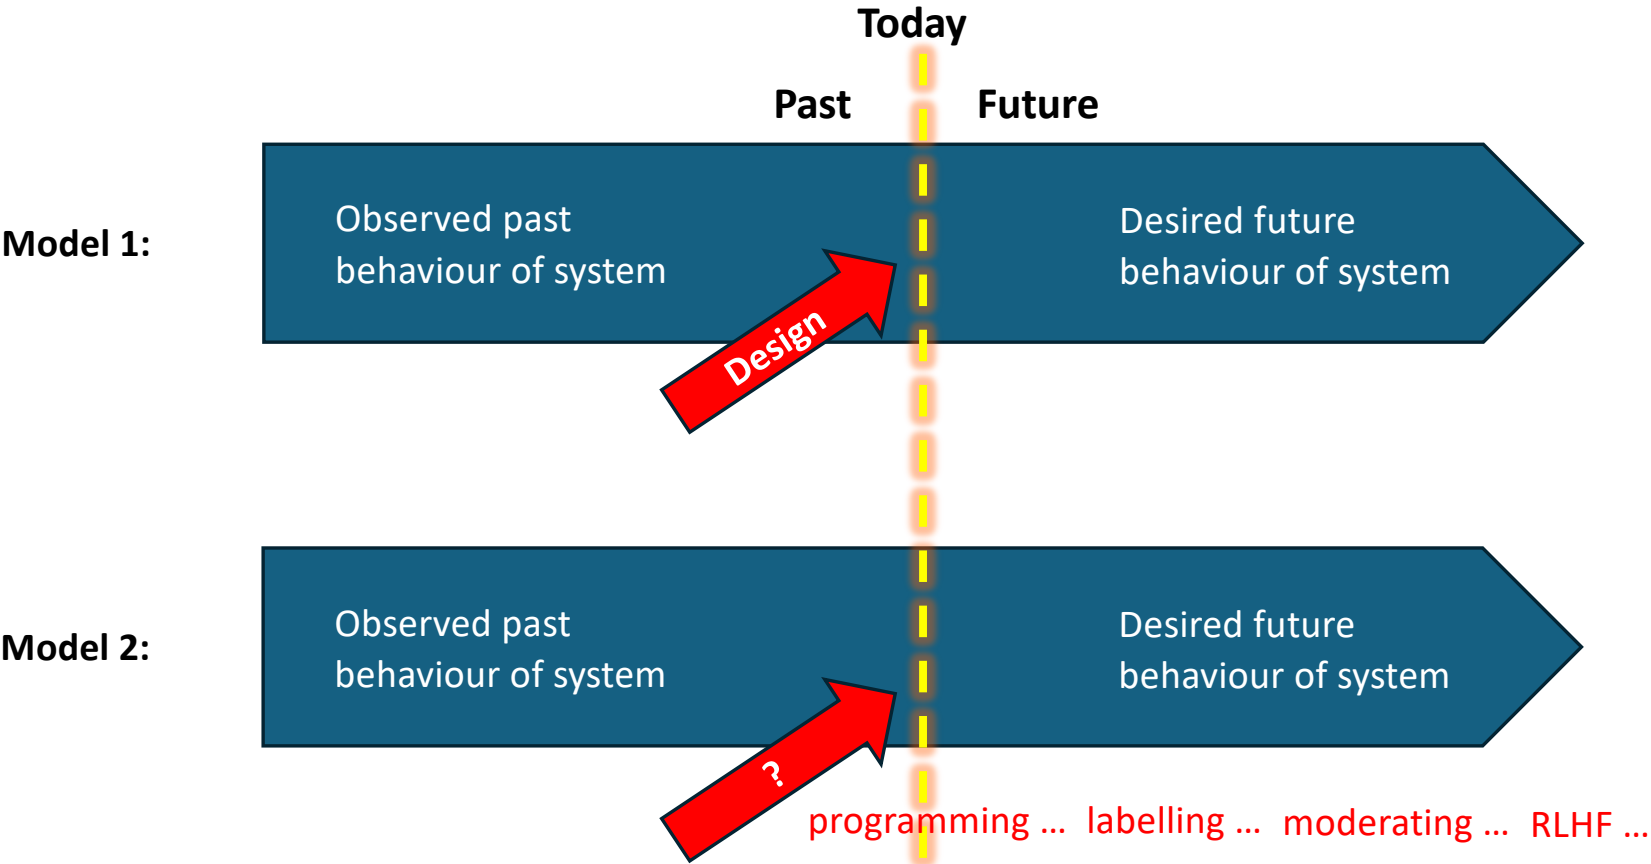 Today
Past
Future
Model 1:
Observed past
behaviour of system
Desired future
behaviour of system
Design
Model 2:
Observed past
behaviour of system
Desired future
behaviour of system
?
programming ... labelling ... moderating ... RLHF ...